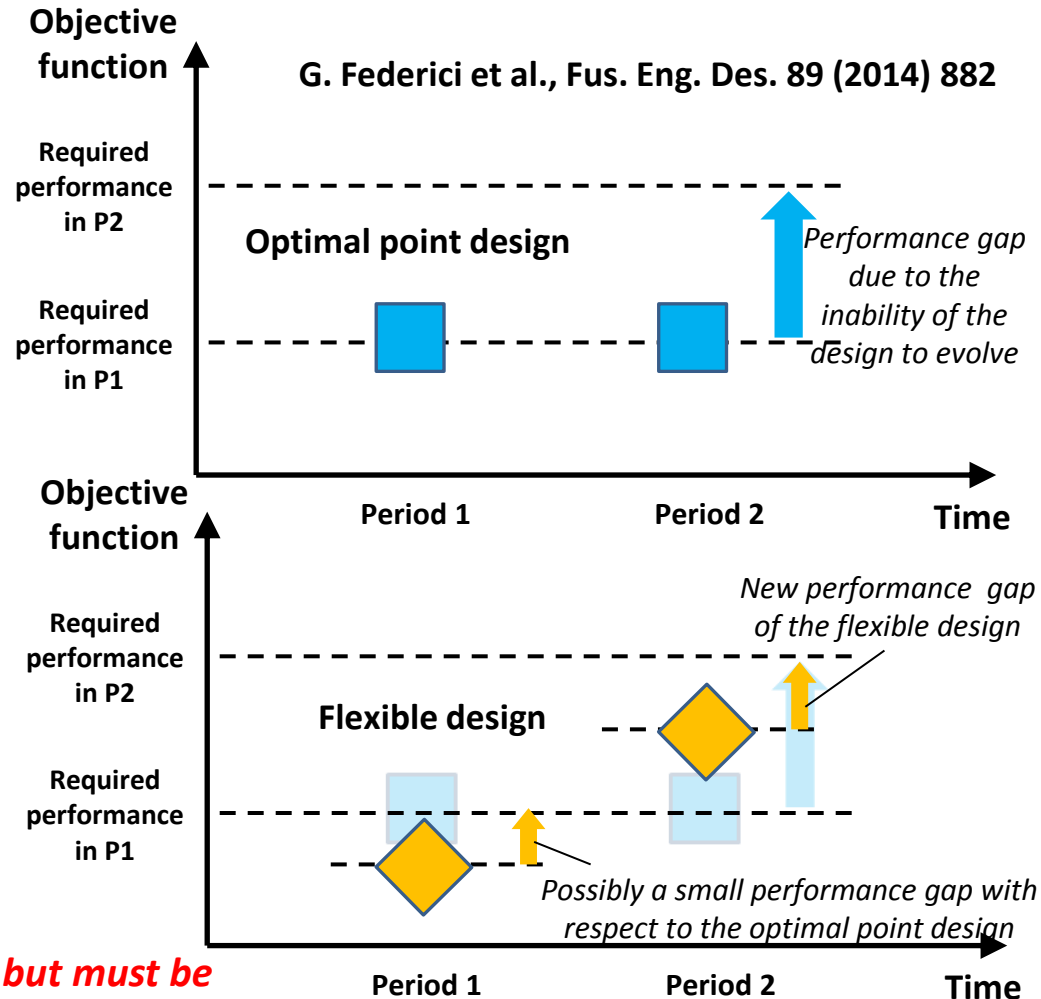 Objective
function
G. Federici et al., Fus. Eng. Des. 89 (2014) 882
Required
performance
in P2
Optimal point design
Performance gap
due to the
inability of the
design to evolve
Required
performance
in P1
Period 1
Period 2
Time
Objective
function
New performance gap
of the flexible design
Required
performance
in P2
Flexible design
Required
performance
in P1
Possibly a small performance gap with
respect to the optimal point design
but must be
Period 1
Period 2
Time